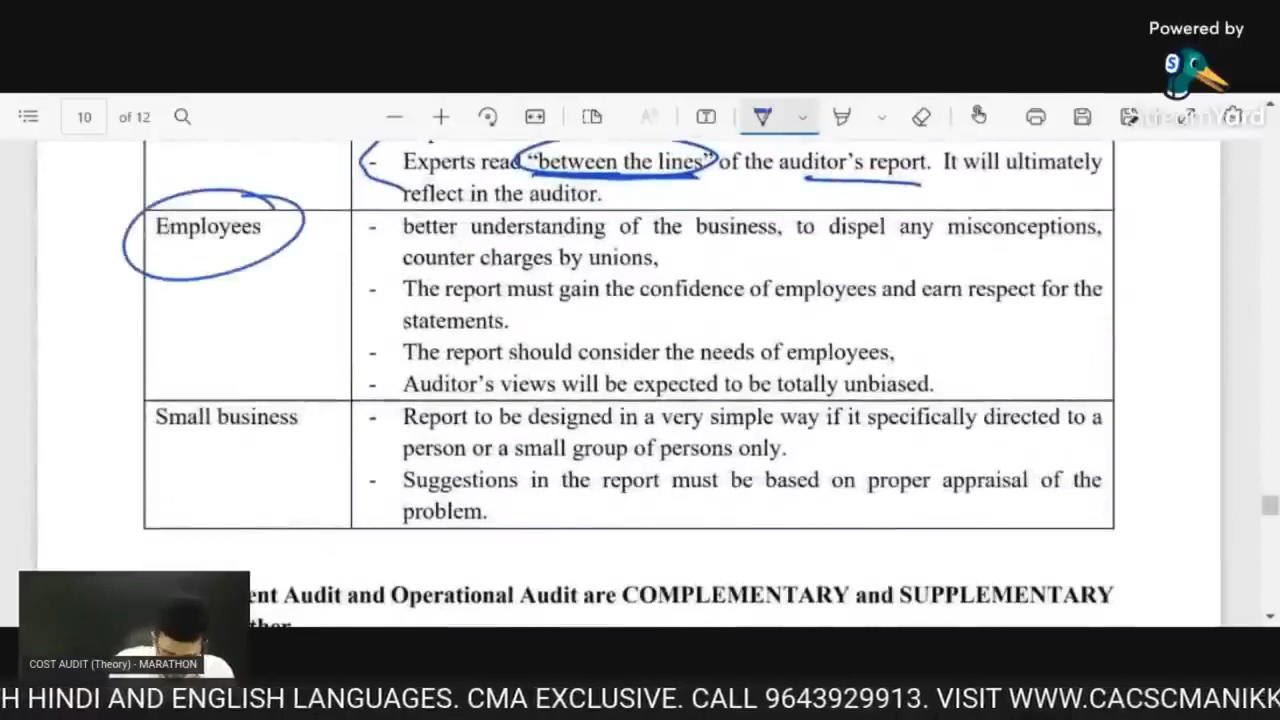 Powered by
S
10
of 12
- Experts read “between the lines” of the auditor’s report. It will ultimately
reflect in the auditor.
Employees
- better understanding of the business, to dispel any misconceptions,
counter charges by unions,
- The report must gain the confidence of employees and earn respect for the
statements.
- The report should consider the needs of employees,
- Auditor’s views will be expected to be totally unbiased.
Small business
- Report to be designed in a very simple way if it specifically directed to a
person or a small group of persons only.
- Suggestions in the report must be based on proper appraisal of the
problem.
Audit and Operational Audit are COMPLEMENTARY and SUPPLEMENTARY
COST AUDIT (Theory) - MARATHON
HINDI AND ENGLISH LANGUAGES. CMA EXCLUSIVE. CALL 9643929913. VISIT WWW.CACSCMANIKK